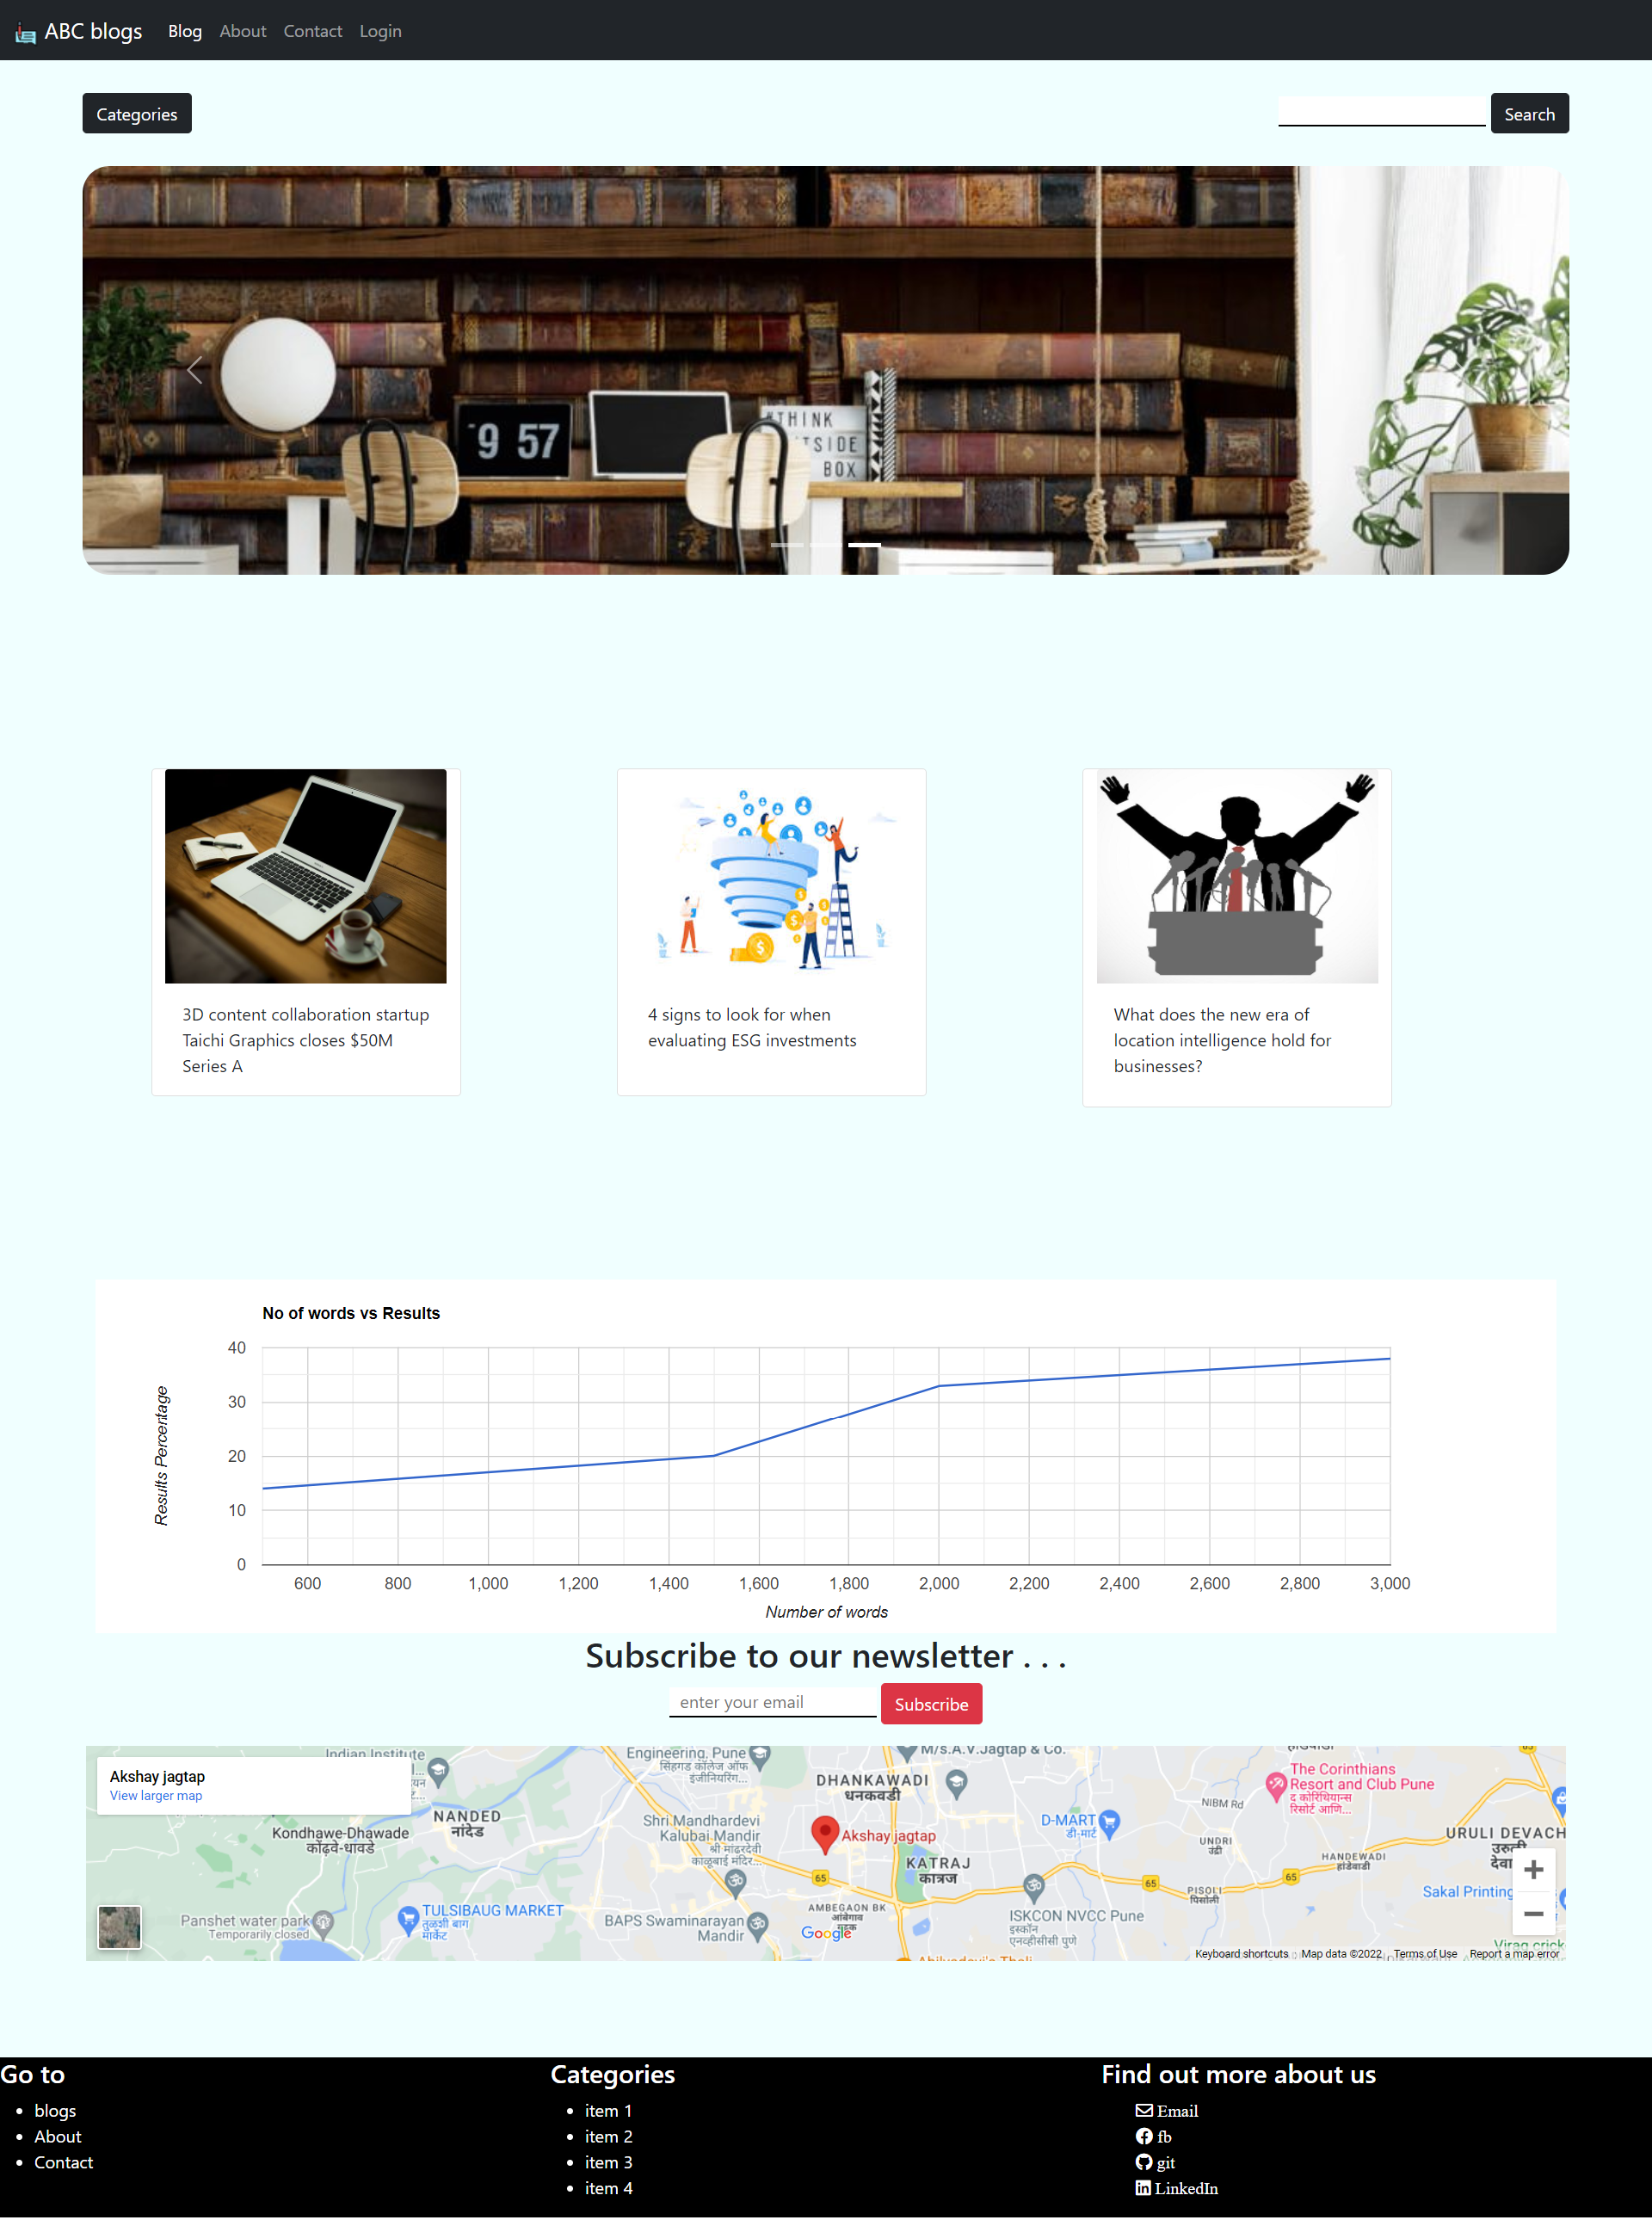 ABC blogs Blog About Contact Login
Categories
Search
9 57
THINK
TSIDE
BOX
3D content collaboration startup
Taichi Graphics closes $50M
Series A
4 signs to look for when
evaluating ESG investments
What does the new era of
location intelligence hold for
businesses?
No of words vs Results
40
30
20
10
0
Results Percentage
600 800 1,000 1,200 1,400 1,600 1,800 2,000 2,200 2,400 2,600 2,800 3,000
Number of words
Subscribe to our newsletter . . .
enter your email Subscribe
Akshay jagtap
View larger map
Indian Institute
NANDED
नांदेड
Kondhawe-Dhawade
कोंढवे-धावडे
Panshet water park
Temporarily closed
TULSIBAUG MARKET
तुळशी बाग
मार्केट
Engineering, Pune
सिंहगड कॉलेज ऑफ
इंजीनियरिंग...
Shri Mandhardevi
Kalubai Mandir
श्री मांढरदेवी
काळूबाई मंदिर...
BAPS Swaminarayan
Mandir
M/s.A.V.Jagtap & Co.
DHANKAWADI
धनकवडी
Akshay jagtap
65
KATRAJ
कात्रज
AMBEGAON BK
आंबेगाव
बुद्रुक
Google
D-MART
डी-मार्ट
ISKCON NVCC Pune
इस्कॉन
एनव्हीसीसी पुणे
The Corinthians
Resort and Club Pune
द कोरिंथियान्स
रिसोर्ट आणि...
NIBM Rd
UNDRI
उंड्री
65
PISOLI
पिसोली
65
HANDEWADI
हांडेवाडी
URULI DEVACH
Sakal Printing
Virag crick
Keyboard shortcuts Map data ©2022 Terms of Use Report a map error
Go to
blogs
About
Contact
Categories
item 1
item 2
item 3
item 4
Find out more about us
Email
fb
git
LinkedIn